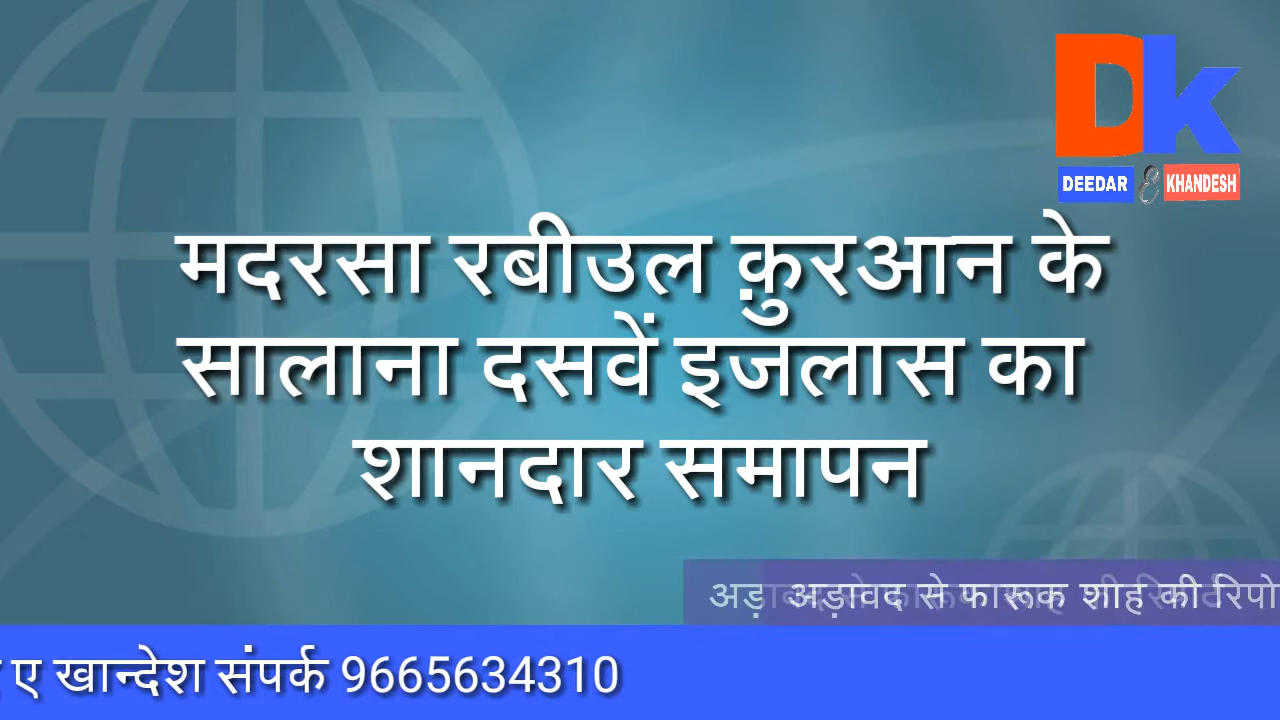 Dk
DEEDAR E KHANDESH
मदरसा रबीउल क़ुरआन के
सालाना दसवें इजलास का
शानदार समापन
अड़ावद से फारूक शाह की
ए खान्देश संपर्क 9665634310